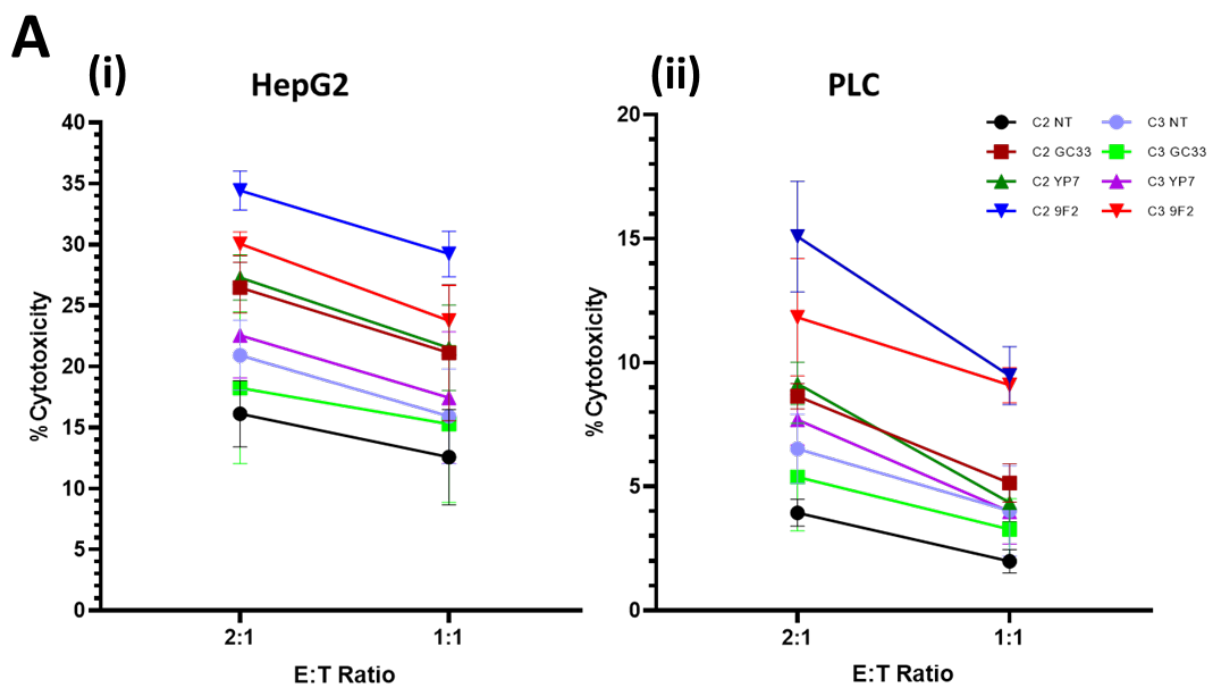 A
(i)
HepG2
% Cytotoxicity
40
35
30
25
20
15
10
5
0
2:1
1:1
E:T Ratio
(ii)
PLC
% Cytotoxicity
20
15
10
5
0
2:1
1:1
E:T Ratio
C2 NT
C3 NT
C2 GC33
C3 GC33
C2 YP7
C3 YP7
C2 9F2
C3 9F2